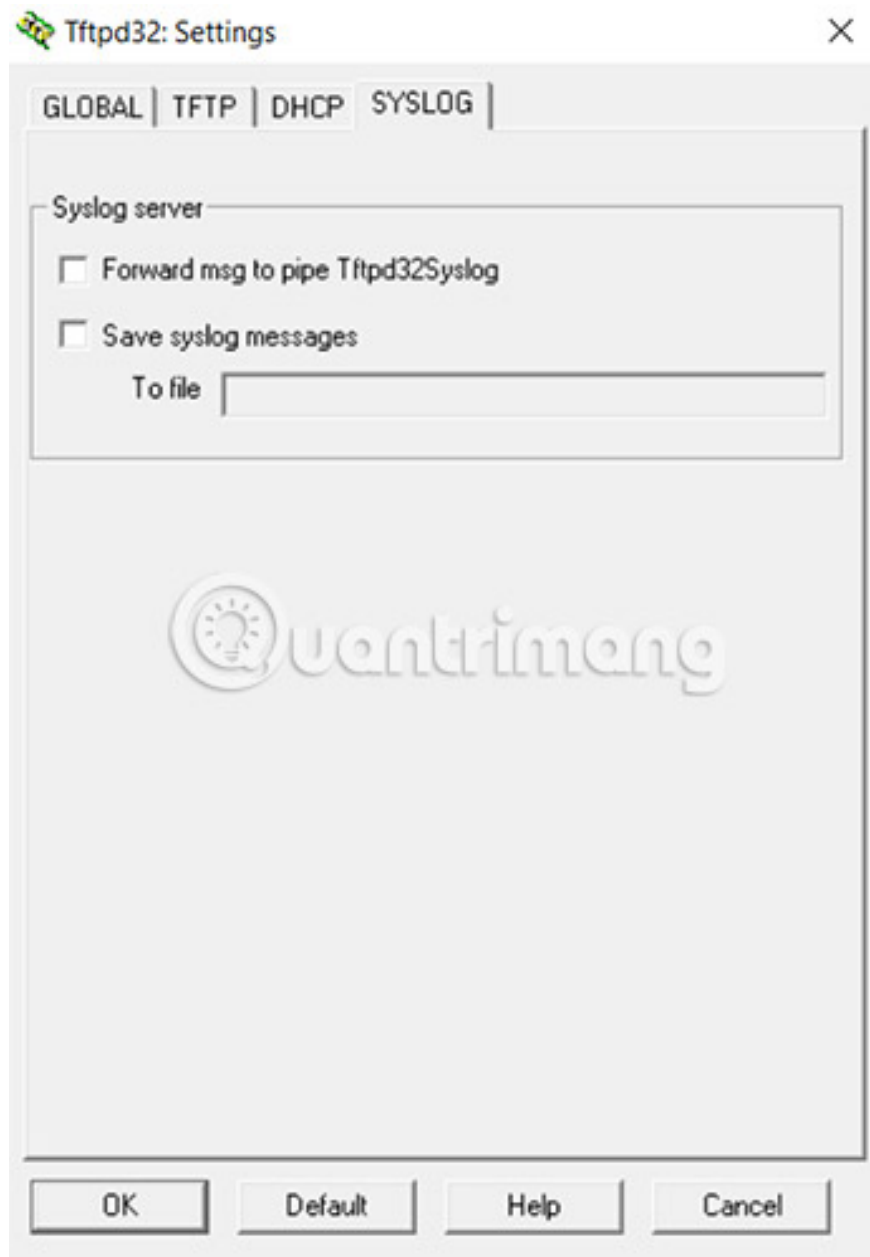 Tftpd32: Settings
GLOBAL TFTP DHCP SYSLOG
Syslog server
Forward msg to pipe Tftpd32Syslog
Save syslog messages
To file
Quantrimang
OK Default Help Cancel